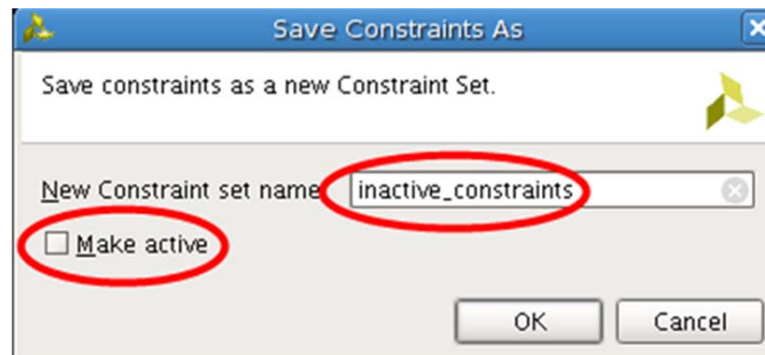 Save Constraints As
Save constraints as a new Constraint Set.
New Constraint set name
inactive_constraints
Make active
OK
Cancel